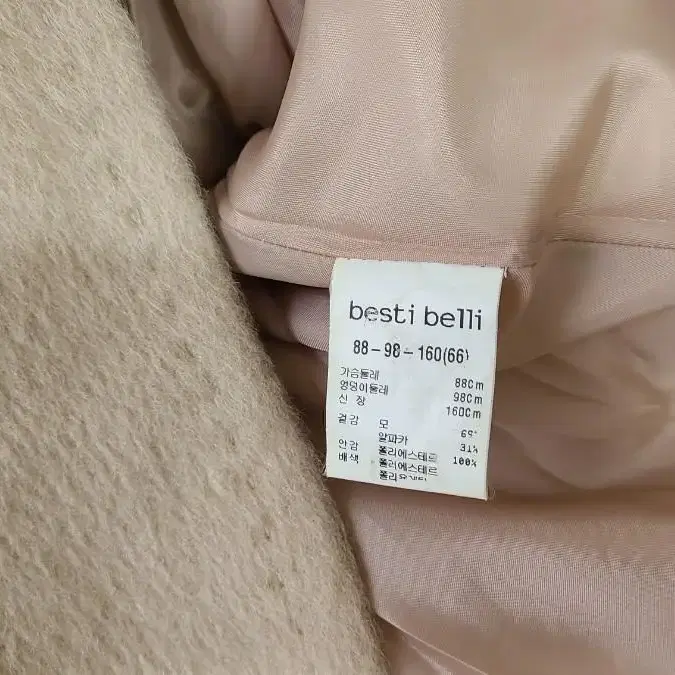 besti belli
88-98-160(66)
가슴둘레 88cm
엉덩이둘레 98cm
신 장 160cm
겉감 모
알파카 31%
안감 폴리에스테르 100%
배색 폴리에스테르